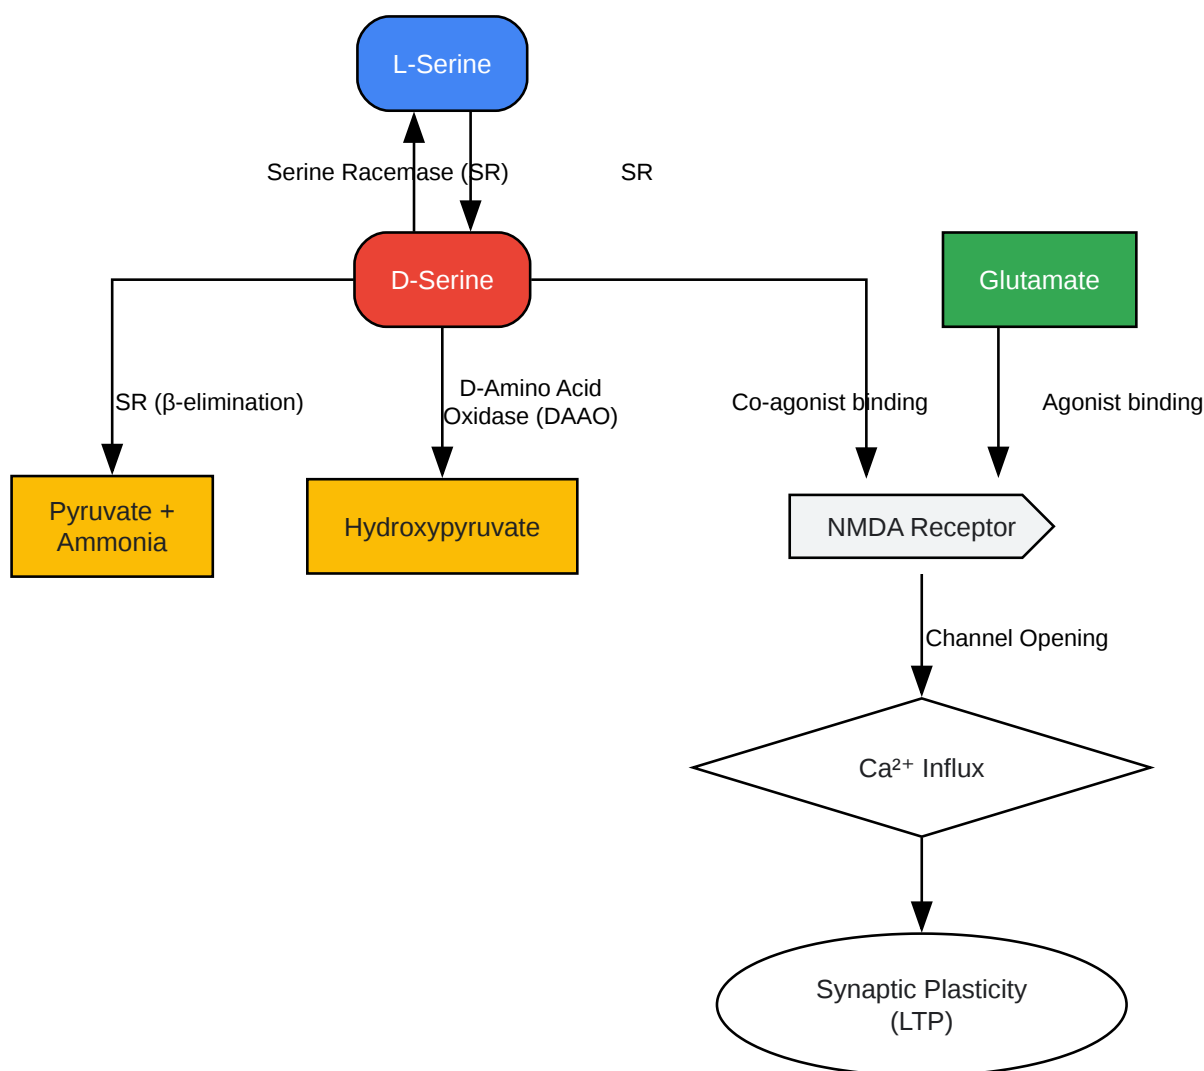 L-Serine
Serine Racemase (SR)
SR
D-Serine
Glutamate
SR (β-elimination)
D-Amino Acid
Oxidase (DAAO)
Co-agonist binding
Agonist binding
Pyruvate +
Ammonia
Hydroxypyruvate
NMDA Receptor
Channel Opening
Ca²⁺ Influx
Synaptic Plasticity
(LTP)